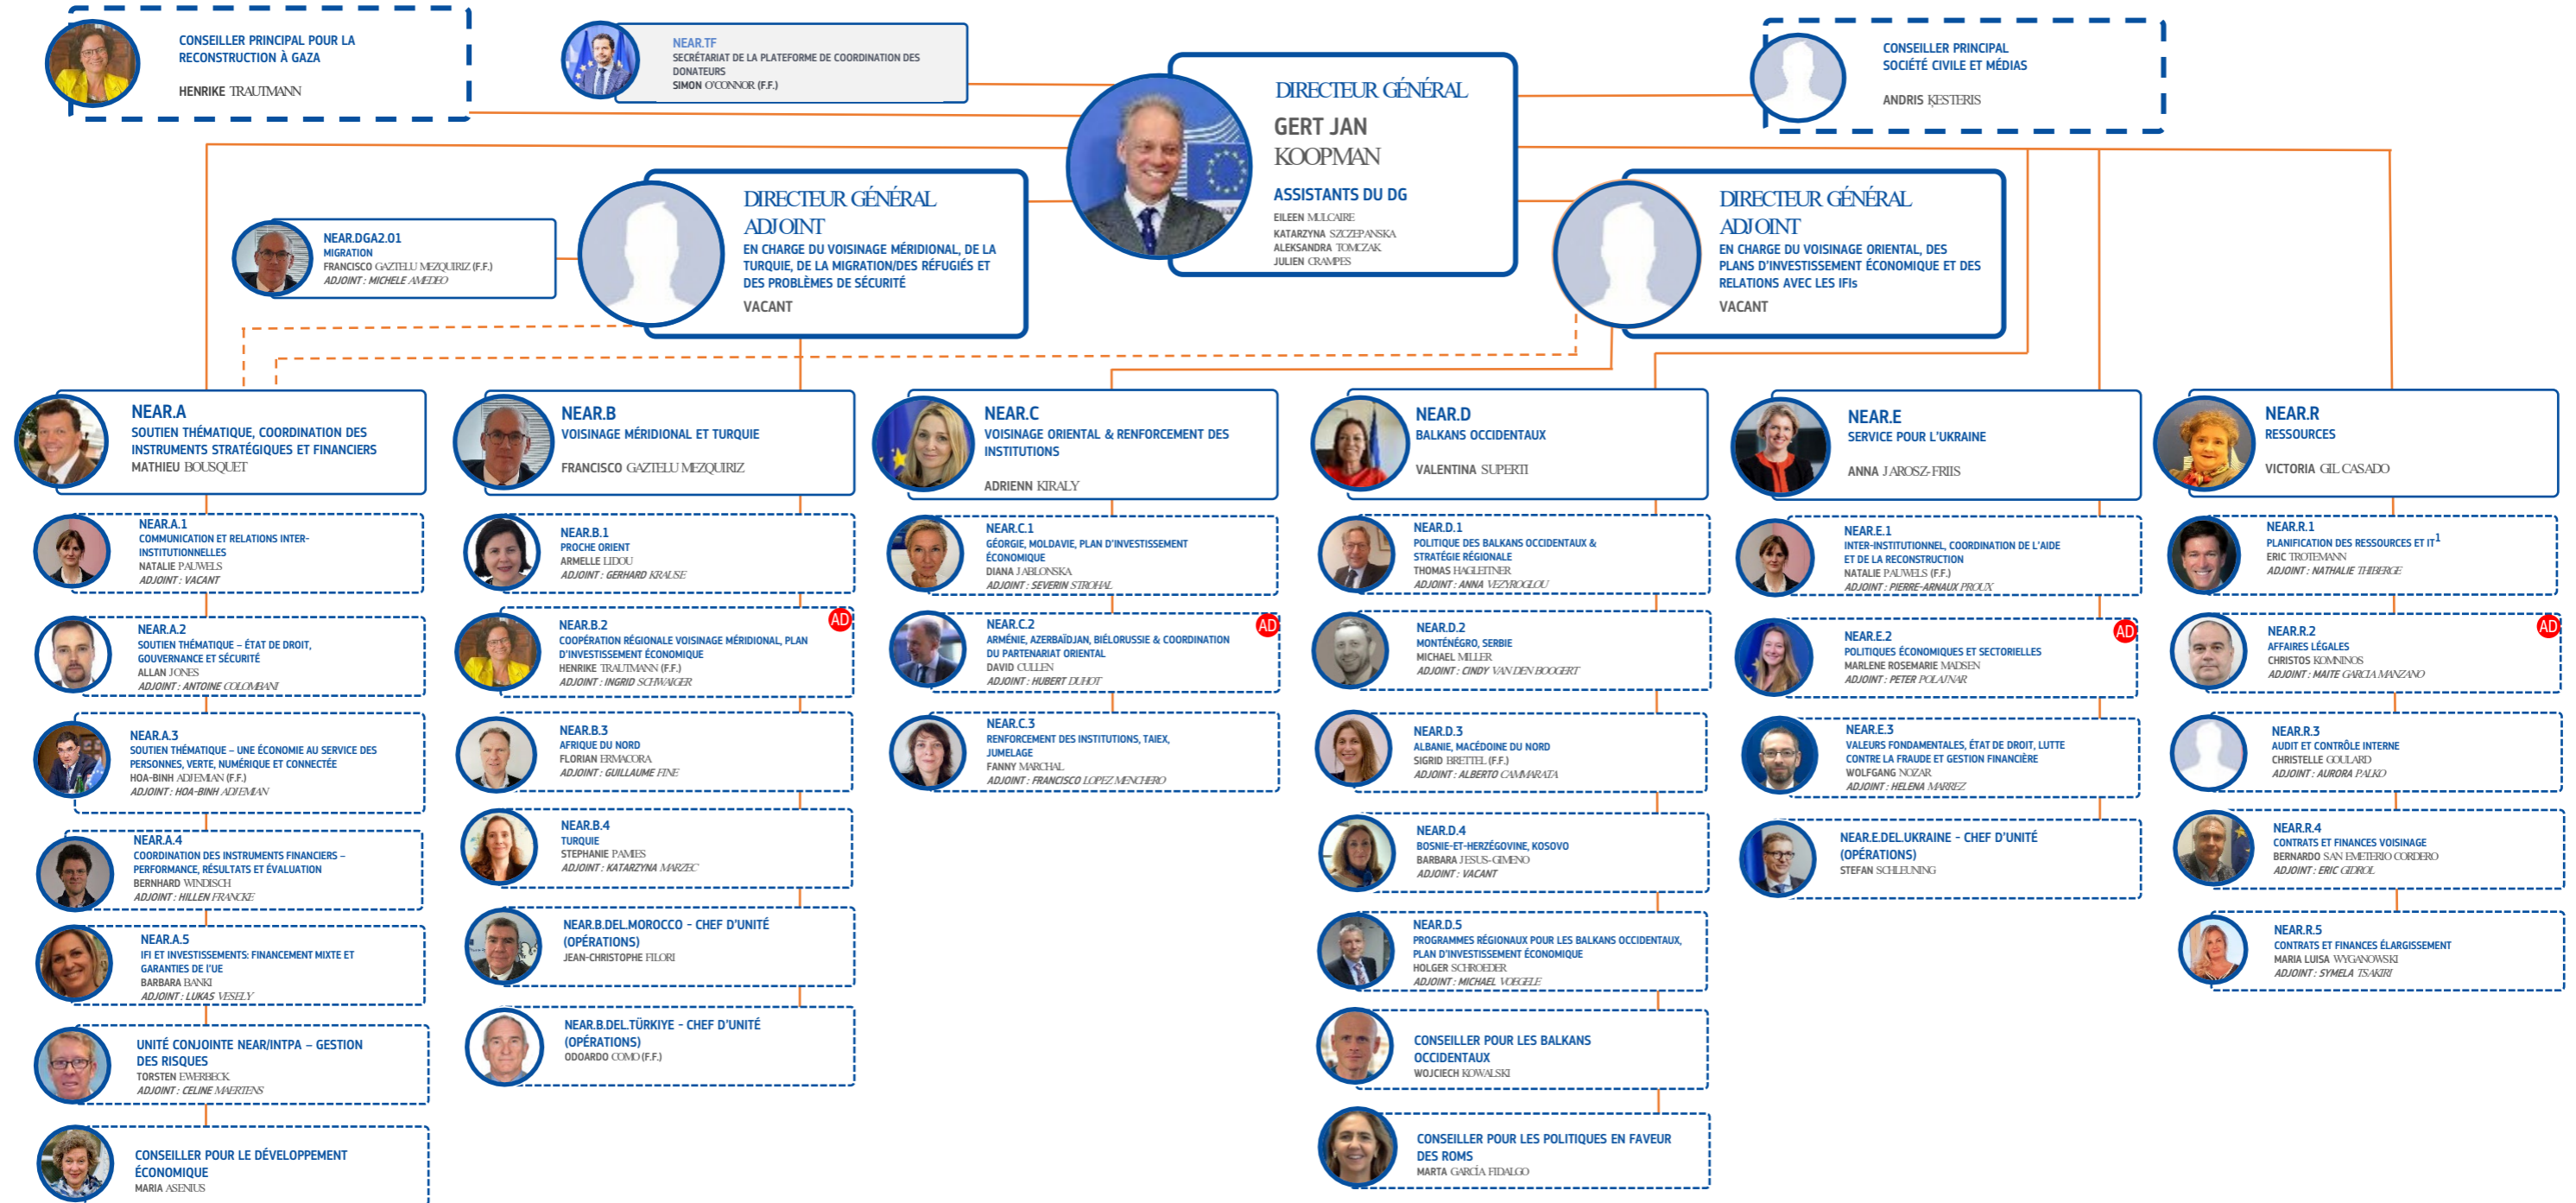 CONSEILLER PRINCIPAL POUR LA
RECONSTRUCTION À GAZA
HENRIKE TRAUTMANN
NEAR.TF
SECRÉTARIAT DE LA PLATEFORME DE COORDINATION DES
DONATEURS
SIMON O'CONNOR (F.F.)
DIRECTEUR GÉNÉRAL
GERT JAN
KOOPMAN
ASSISTANTS DU DG
EILEEN MULCAIRE
KATARZYNA SZCZEPANSKA
ALEKSANDRA TOMCZAK
JULIEN CRAMPES
CONSEILLER PRINCIPAL
SOCIÉTÉ CIVILE ET MÉDIAS
ANDRIS ĶESTERIS
NEAR.DGA2.01
MIGRATION
FRANCISCO GAZTELU MEZQUIRIZ (F.F.)
ADJOINT : MICHELE AMEDEO
DIRECTEUR GÉNÉRAL
ADJOINT
EN CHARGE DU VOISINAGE MÉRIDIONAL, DE LA
TURQUIE, DE LA MIGRATION/DES RÉFUGIÉS ET
DES PROBLÈMES DE SÉCURITÉ
VACANT
DIRECTEUR GÉNÉRAL
ADJOINT
EN CHARGE DU VOISINAGE ORIENTAL, DES
PLANS D'INVESTISSEMENT ÉCONOMIQUE ET DES
RELATIONS AVEC LES IFIs
VACANT
NEAR.A
SOUTIEN THÉMATIQUE, COORDINATION DES
INSTRUMENTS STRATÉGIQUES ET FINANCIERS
MATHIEU BOUSQUET
NEAR.A.1
COMMUNICATION ET RELATIONS INTER-
INSTITUTIONNELLES
NATALIE PAUWELS
ADJOINT : VACANT
NEAR.A.2
SOUTIEN THÉMATIQUE – ÉTAT DE DROIT,
GOUVERNANCE ET SÉCURITÉ
ALLAN JONES
ADJOINT : ANTOINE COLOMBANI
NEAR.A.3
SOUTIEN THÉMATIQUE – UNE ÉCONOMIE AU SERVICE DES
PERSONNES, VERTE, NUMÉRIQUE ET CONNECTÉE
HOA-BINH ADJEMIAN (F.F.)
ADJOINT : HOA-BINH ADJEMIAN
NEAR.A.4
COORDINATION DES INSTRUMENTS FINANCIERS –
PERFORMANCE, RÉSULTATS ET ÉVALUATION
BERNHARD WINDISCH
ADJOINT : HILLEN FRANCKE
NEAR.A.5
IFI ET INVESTISSEMENTS: FINANCEMENT MIXTE ET
GARANTIES DE l'UE
BARBARA BANKI
ADJOINT : LUKAS VESELY
UNITÉ CONJOINTE NEAR/INTPA – GESTION
DES RISQUES
TORSTEN EWERBECK
ADJOINT : CELINE MAERTENS
CONSEILLER POUR LE DÉVELOPPEMENT
ÉCONOMIQUE
MARIA ASENIUS
NEAR.B
VOISINAGE MÉRIDIONAL ET TURQUIE
FRANCISCO GAZTELU MEZQUIRIZ
NEAR.B.1
PROCHE ORIENT
ARMELLE LIDOU
ADJOINT : GERHARD KRAUSE
AD
NEAR.B.2
COOPÉRATION RÉGIONALE VOISINAGE MÉRIDIONAL, PLAN
D'INVESTISSEMENT ÉCONOMIQUE
HENRIKE TRAUTMANN (F.F.)
ADJOINT : INGRID SCHWAIGER
NEAR.B.3
AFRIQUE DU NORD
FLORIAN ERMACORA
ADJOINT : GUILLAUME FINE
NEAR.B.4
TURQUIE
STEPHANIE PAMIES
ADJOINT : KATARZYNA MARZEC
NEAR.B.DEL.MOROCCO - CHEF D'UNITÉ
(OPÉRATIONS)
JEAN-CHRISTOPHE FILORI
NEAR.B.DEL.TÜRKIYE - CHEF D'UNITÉ
(OPÉRATIONS)
ODOARDO COMO (F.F.)
NEAR.C
VOISINAGE ORIENTAL & RENFORCEMENT DES
INSTITUTIONS
ADRIENN KIRALY
NEAR.C.1
GÉORGIE, MOLDAVIE, PLAN D'INVESTISSEMENT
ÉCONOMIQUE
DIANA JABLONSKA
ADJOINT : SEVERIN STROHAL
AD
NEAR.C.2
ARMÉNIE, AZERBAÏDJAN, BIÉLORUSSIE & COORDINATION
DU PARTENARIAT ORIENTAL
DAVID CULLEN
ADJOINT : HUBERT DUHOT
NEAR.C.3
RENFORCEMENT DES INSTITUTIONS, TAIEX,
JUMELAGE
FANNY MARCHAL
ADJOINT : FRANCISCO LOPEZ MENCHERO
NEAR.D
BALKANS OCCIDENTAUX
VALENTINA SUPERTI
NEAR.D.1
POLITIQUE DES BALKANS OCCIDENTAUX &
STRATÉGIE RÉGIONALE
THOMAS HAGLEITNER
ADJOINT : ANNA VEZYROGLOU
NEAR.D.2
MONTÉNÉGRO, SERBIE
MICHAEL MILLER
ADJOINT : CINDY VAN DEN BOOGERT
NEAR.D.3
ALBANIE, MACÉDOINE DU NORD
SIGRID BRETTEL (F.F.)
ADJOINT : ALBERTO CAMMARATA
NEAR.D.4
BOSNIE-ET-HERZÉGOVINE, KOSOVO
BARBARA JESUS-GIMENO
ADJOINT : VACANT
NEAR.D.5
PROGRAMMES RÉGIONAUX POUR LES BALKANS OCCIDENTAUX,
PLAN D'INVESTISSEMENT ÉCONOMIQUE
HOLGER SCHROEDER
ADJOINT : MICHAEL VOEGELE
CONSEILLER POUR LES BALKANS
OCCIDENTAUX
WOJCIECH KOWALSKI
CONSEILLER POUR LES POLITIQUES EN FAVEUR
DES ROMS
MARTA GARCÍA FIDALGO
NEAR.E
SERVICE POUR L'UKRAINE
ANNA JAROSZ-FRIIS
NEAR.E.1
INTER-INSTITUTIONNEL, COORDINATION DE L'AIDE
ET DE LA RECONSTRUCTION
NATALIE PAUWELS (F.F.)
ADJOINT : PIERRE-ARNAUX PROUX
AD
NEAR.E.2
POLITIQUES ÉCONOMIQUES ET SECTORIELLES
MARLENE ROSEMARIE MADSEN
ADJOINT : PETER POLAJNAR
NEAR.E.3
VALEURS FONDAMENTALES, ÉTAT DE DROIT, LUTTE
CONTRE LA FRAUDE ET GESTION FINANCIÈRE
WOLFGANG NOZAR
ADJOINT : HELENA MARREZ
NEAR.E.DEL.UKRAINE - CHEF D'UNITÉ
(OPÉRATIONS)
STEFAN SCHLEUNING
NEAR.R
RESSOURCES
VICTORIA GIL CASADO
NEAR.R.1
PLANIFICATION DES RESSOURCES ET IT1
ERIC TROTEMANN
ADJOINT : NATHALIE THIBERGE
AD
NEAR.R.2
AFFAIRES LÉGALES
CHRISTOS KOMNINOS
ADJOINT : MAITE GARCIA MANZANO
NEAR.R.3
AUDIT ET CONTRÔLE INTERNE
CHRISTELLE GOULARD
ADJOINT : AURORA PALKO
NEAR.R.4
CONTRATS ET FINANCES VOISINAGE
BERNARDO SAN EMETERIO CORDERO
ADJOINT : ERIC GIDROL
NEAR.R.5
CONTRATS ET FINANCES ÉLARGISSEMENT
MARIA LUISA WYGANOWSKI
ADJOINT : SYMELA TSAKIRI